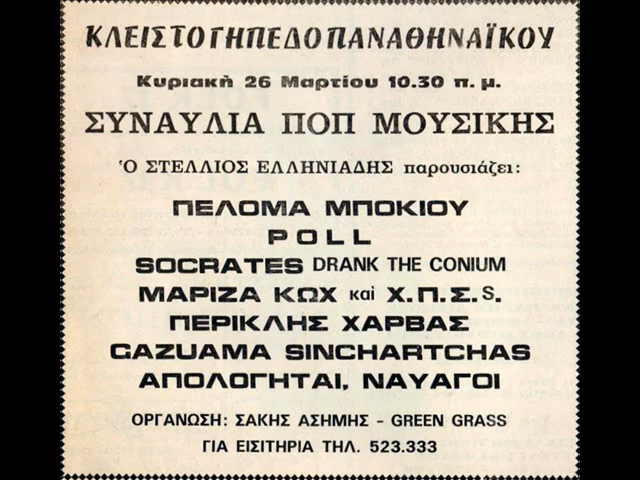 ΚΛΕΙΣΤΟ ΓΗΠΕΔΟ ΠΑΝΑΘΗΝΑΪΚΟΥ
Κυριακή 26 Μαρτίου 10.30 π. μ.
ΣΥΝΑΥΛΙΑ ΠΟΠ ΜΟΥΣΙΚΗΣ
Ὁ ΣΤΕΛΛΙΟΣ ΕΛΛΗΝΙΑΔΗΣ παρουσιάζει:
ΠΕΛΟΜΑ ΜΠΟΚΙΟΥ
POLL
SOCRATES DRANK THE CONIUM
ΜΑΡΙΖΑ ΚΩΧ καί Χ.Π.Σ.s.
ΠΕΡΙΚΛΗΣ ΧΑΡΒΑΣ
GAZUAMA SINCHARTCHAS
ΑΠΟΛΟΓΗΤΑΙ, ΝΑΥΑΓΟΙ
ΟΡΓΑΝΩΣΗ: ΣΑΚΗΣ ΑΣΗΜΗΣ - GREEN GRASS
ΓΙΑ ΕΙΣΙΤΗΡΙΑ ΤΗΛ. 523.333